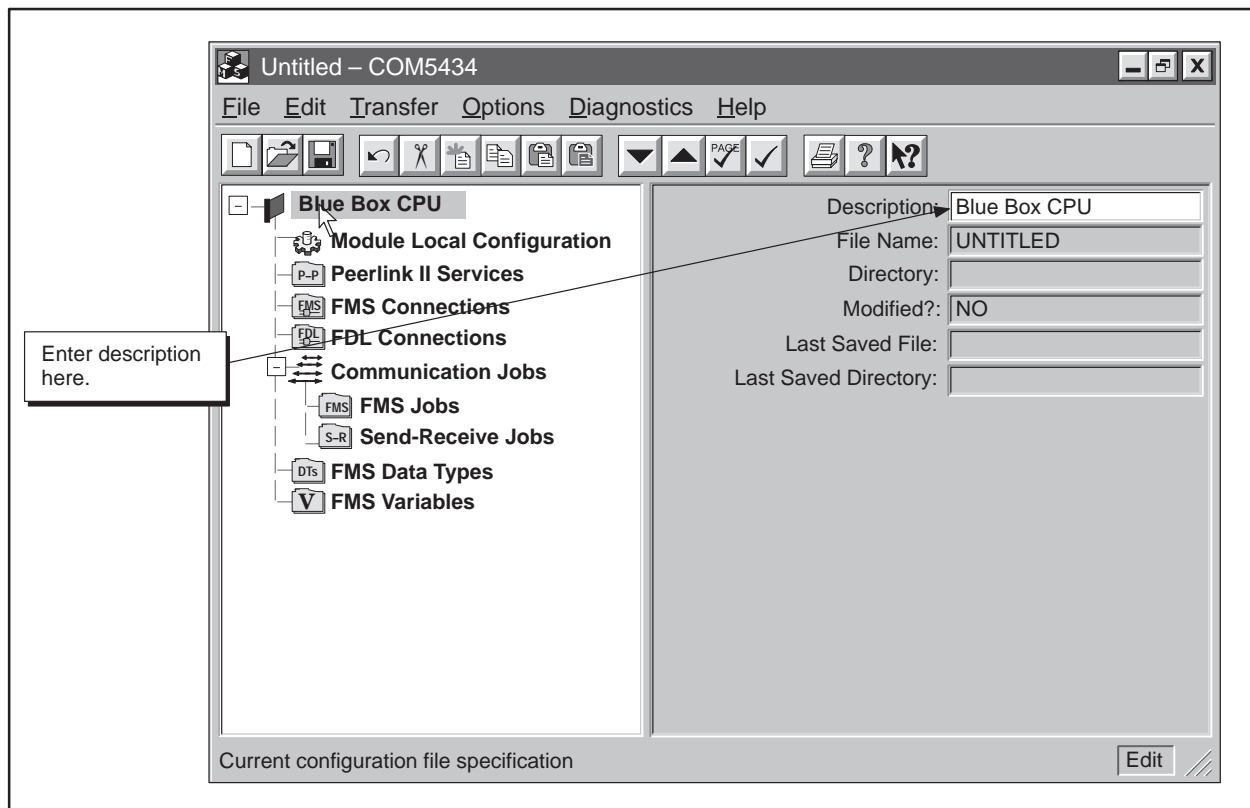 Untitled – COM5434
File Edit Transfer Options Diagnostics Help
PAGE
Blue Box CPU
Module Local Configuration
P–P Peerlink II Services
FMS FMS Connections
FDL FDL Connections
Communication Jobs
FMS FMS Jobs
S–R Send-Receive Jobs
DTs FMS Data Types
V FMS Variables
Description: Blue Box CPU
File Name: UNTITLED
Directory:
Modified?: NO
Last Saved File:
Last Saved Directory:
Enter description
here.
Current configuration file specification
Edit